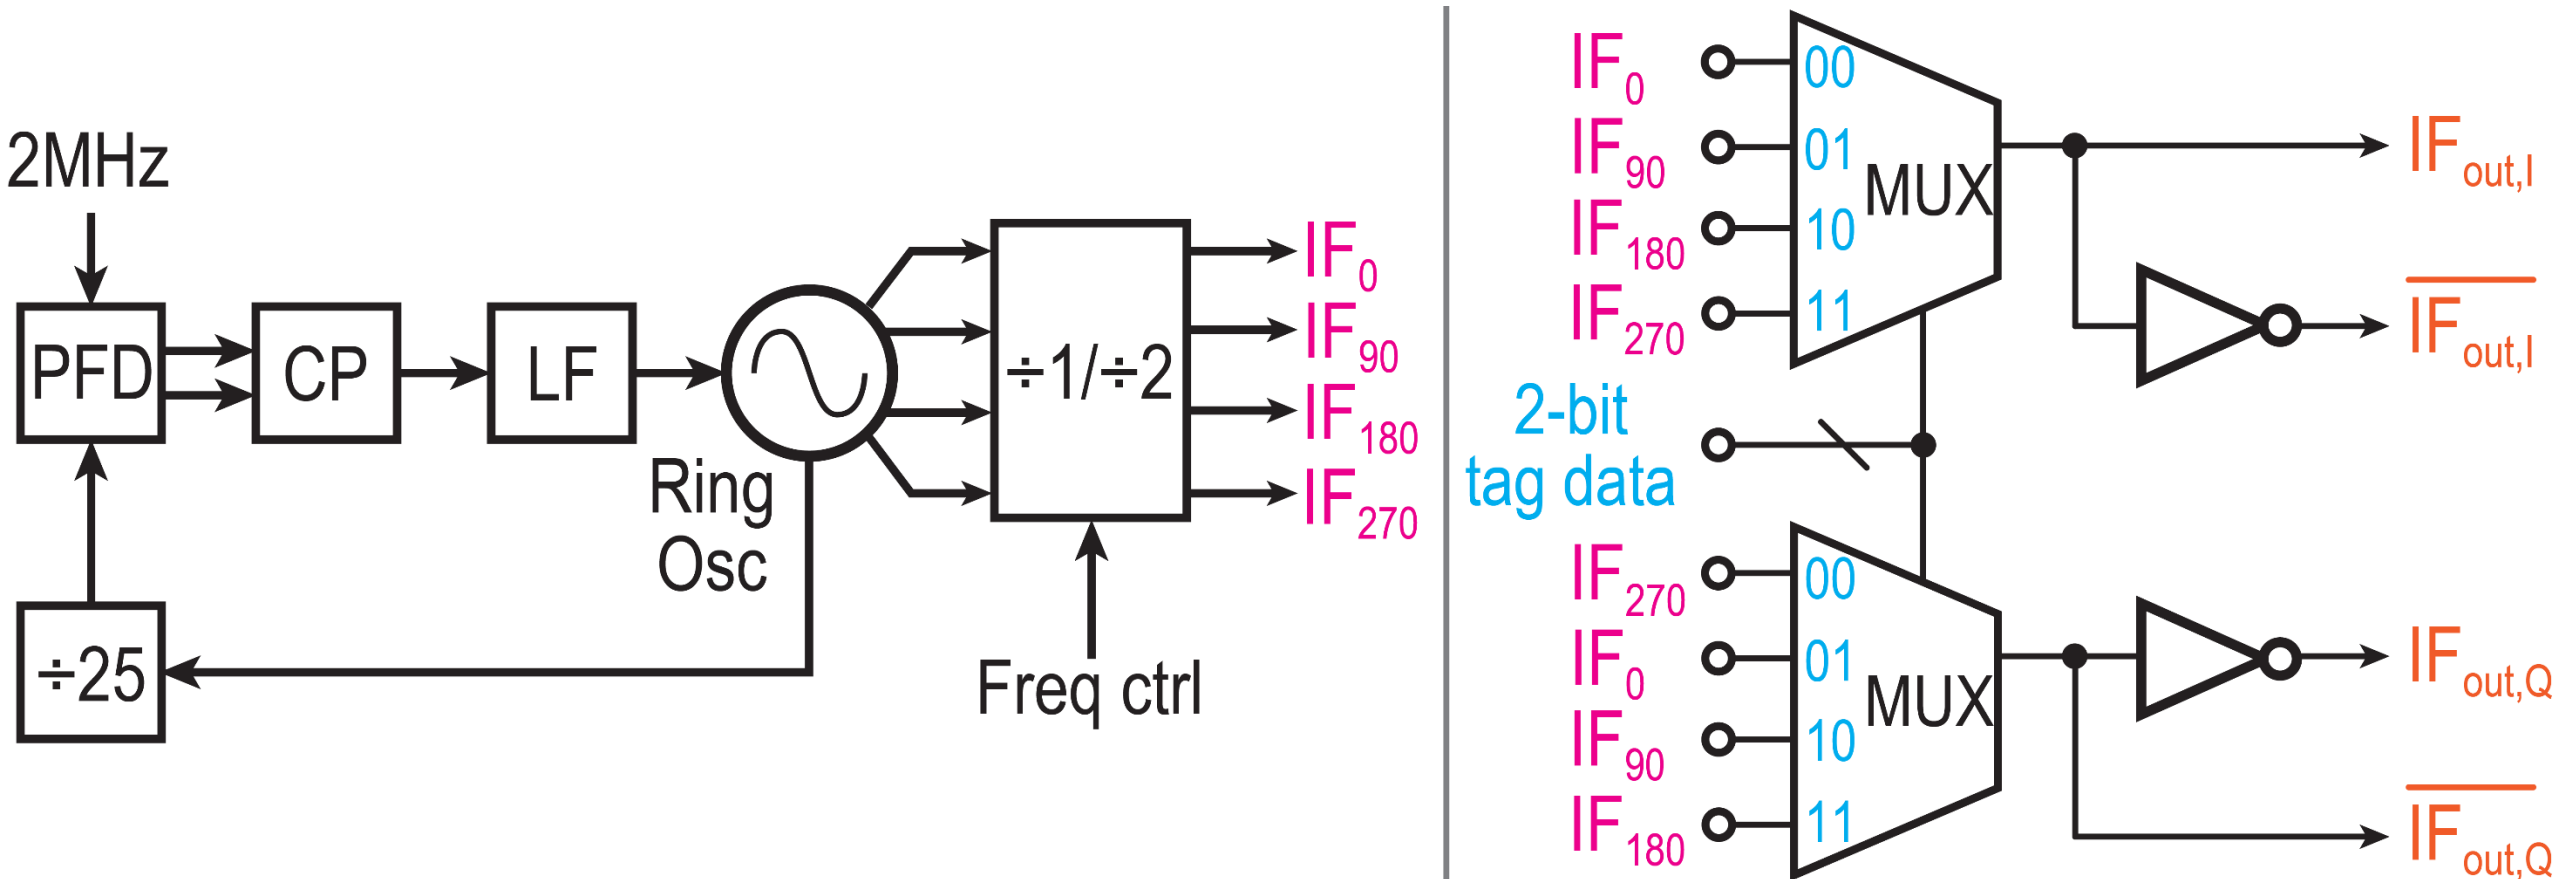 2MHz
PFD
CP
LF
Ring
Osc
÷25
÷1/÷2
Freq ctrl
IF0
IF90
IF180
IF270
IF0
IF90
IF180
IF270
00
01
10
11
MUX
IFout,I
IFout,I
2-bit
tag data
IF270
IF0
IF90
IF180
00
01
10
11
MUX
IFout,Q
IFout,Q